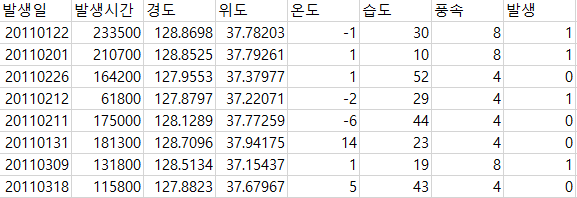 발생일 발생시간 경도 위도 온도 습도 풍속 발생
20110122 233500 128.8698 37.78203 -1 30 8 1
20110201 210700 128.8525 37.79261 1 10 8 1
20110226 164200 127.9553 37.37977 1 52 4 0
20110212 61800 127.8797 37.22071 -2 29 4 1
20110211 175000 128.1289 37.77259 -6 44 4 0
20110131 181300 128.7096 37.94175 14 23 4 0
20110309 131800 128.5134 37.15437 1 19 8 1
20110318 115800 127.8823 37.67967 5 43 4 0